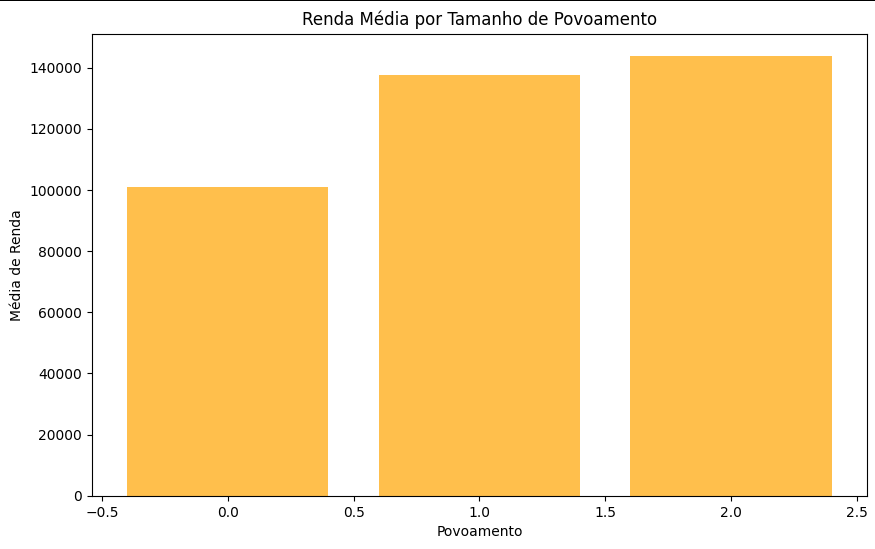 Renda Média por Tamanho de Povoamento
140000
120000
100000
80000
60000
40000
20000
0
Média de Renda
−0.5 0.0 0.5 1.0 1.5 2.0 2.5
Povoamento